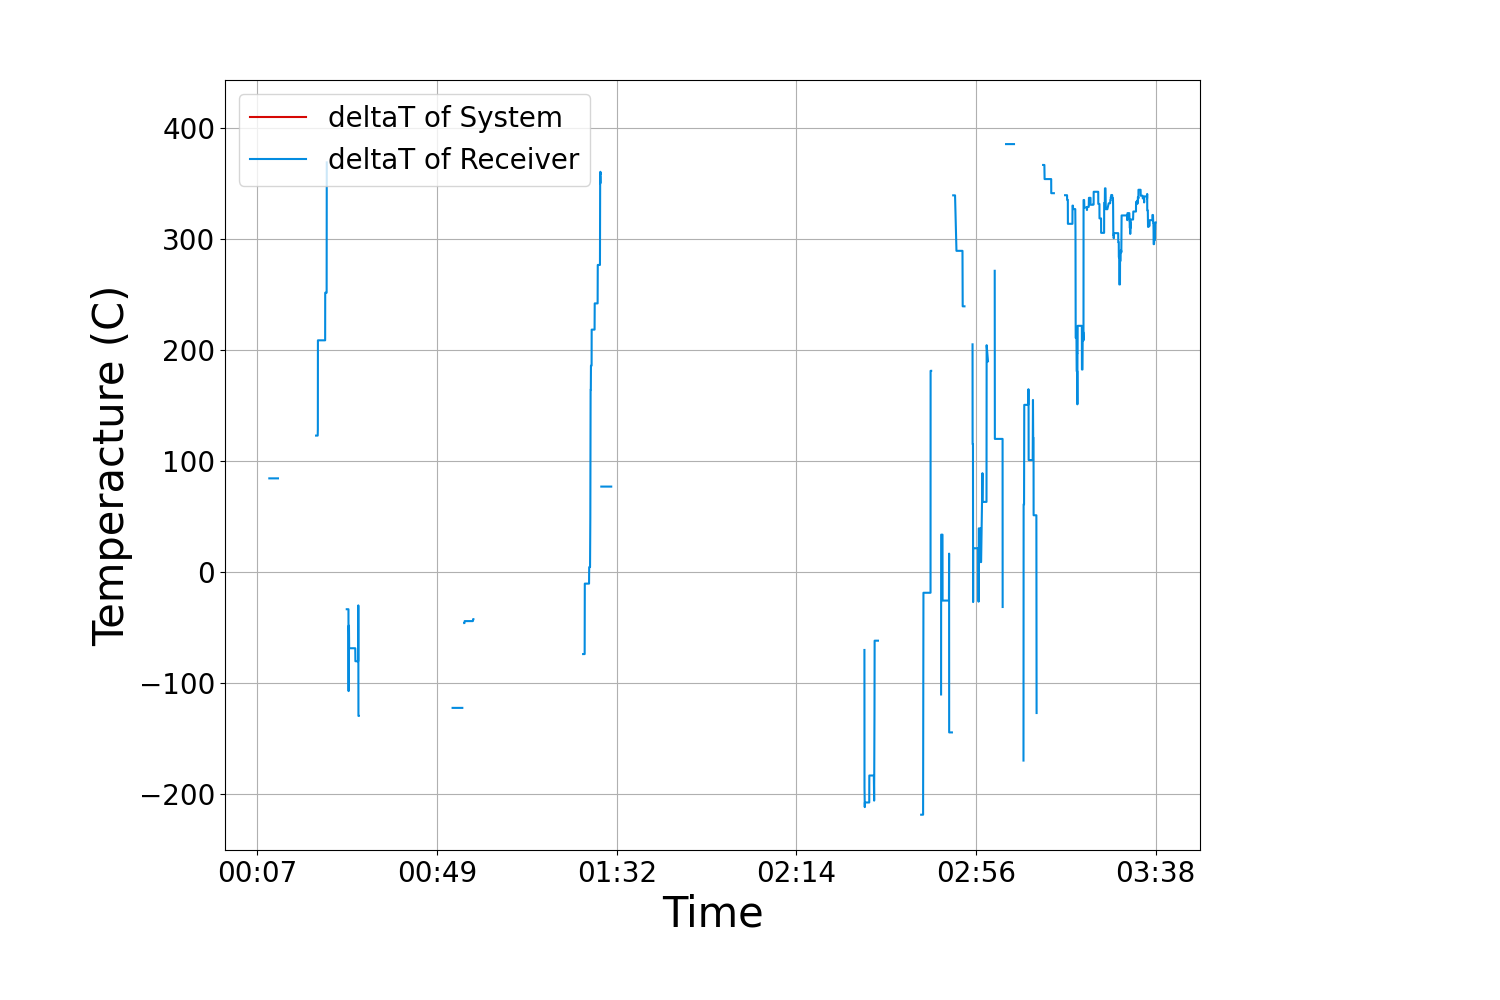 deltaT of System
deltaT of Receiver
400
300
200
100
0
−100
−200
Temperacture (C)
00:07 00:49 01:32 02:14 02:56 03:38
Time